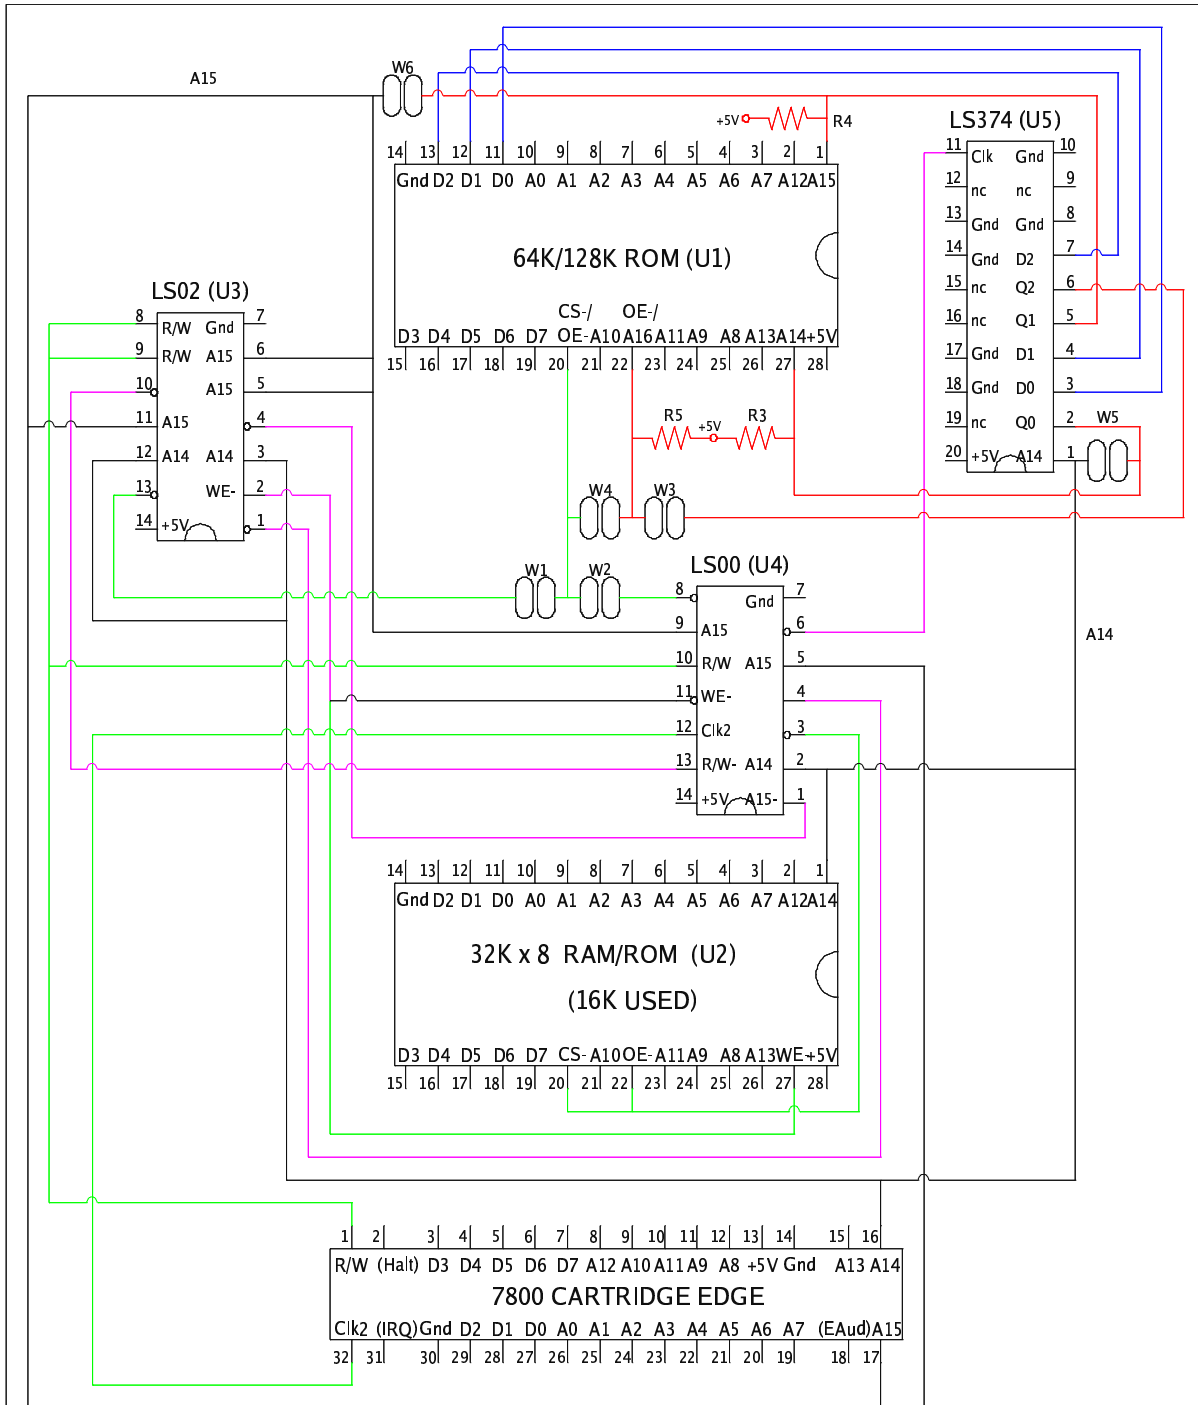 W6
A15
+5V R4
LS374 (U5)
14 13 12 11 10 9 8 7 6 5 4 3 2 1
Gnd D2 D1 D0 A0 A1 A2 A3 A4 A5 A6 A7 A12 A15
64K/128K ROM (U1)
CS-/ OE-/
D3 D4 D5 D6 D7 OE- A10 A16 A11 A9 A8 A13 A14 +5V
15 16 17 18 19 20 21 22 23 24 25 26 27 28
11 Clk Gnd 10
12 nc nc 9
13 Gnd Gnd 8
14 Gnd D2 7
15 nc Q2 6
16 nc Q1 5
17 Gnd D1 4
18 Gnd D0 3
19 nc Q0 2
20 +5V A14 1
W5
LS02 (U3)
8 R/W Gnd 7
9 R/W A15 6
10 A15 5
11 A15 4
12 A14 A14 3
13 WE- 2
14 +5V 1
R5 +5V R3
W4 W3
W1 W2
LS00 (U4)
8 Gnd 7
9 A15 6
10 R/W A15 5
11 WE- 4
12 Clk2 3
13 R/W- A14 2
14 +5V A15- 1
A14
14 13 12 11 10 9 8 7 6 5 4 3 2 1
Gnd D2 D1 D0 A0 A1 A2 A3 A4 A5 A6 A7 A12 A14
32K x 8 RAM/ROM (U2)
(16K USED)
D3 D4 D5 D6 D7 CS- A10 OE- A11 A9 A8 A13 WE +5V
15 16 17 18 19 20 21 22 23 24 25 26 27 28
1 2 3 4 5 6 7 8 9 10 11 12 13 14 15 16
R/W (Halt) D3 D4 D5 D6 D7 A12 A10 A11 A9 A8 +5V Gnd A13 A14
7800 CARTRIDGE EDGE
Clk2 (IRQ) Gnd D2 D1 D0 A0 A1 A2 A3 A4 A5 A6 A7 (EAud) A15
32 31 30 29 28 27 26 25 24 23 22 21 20 19 18 17